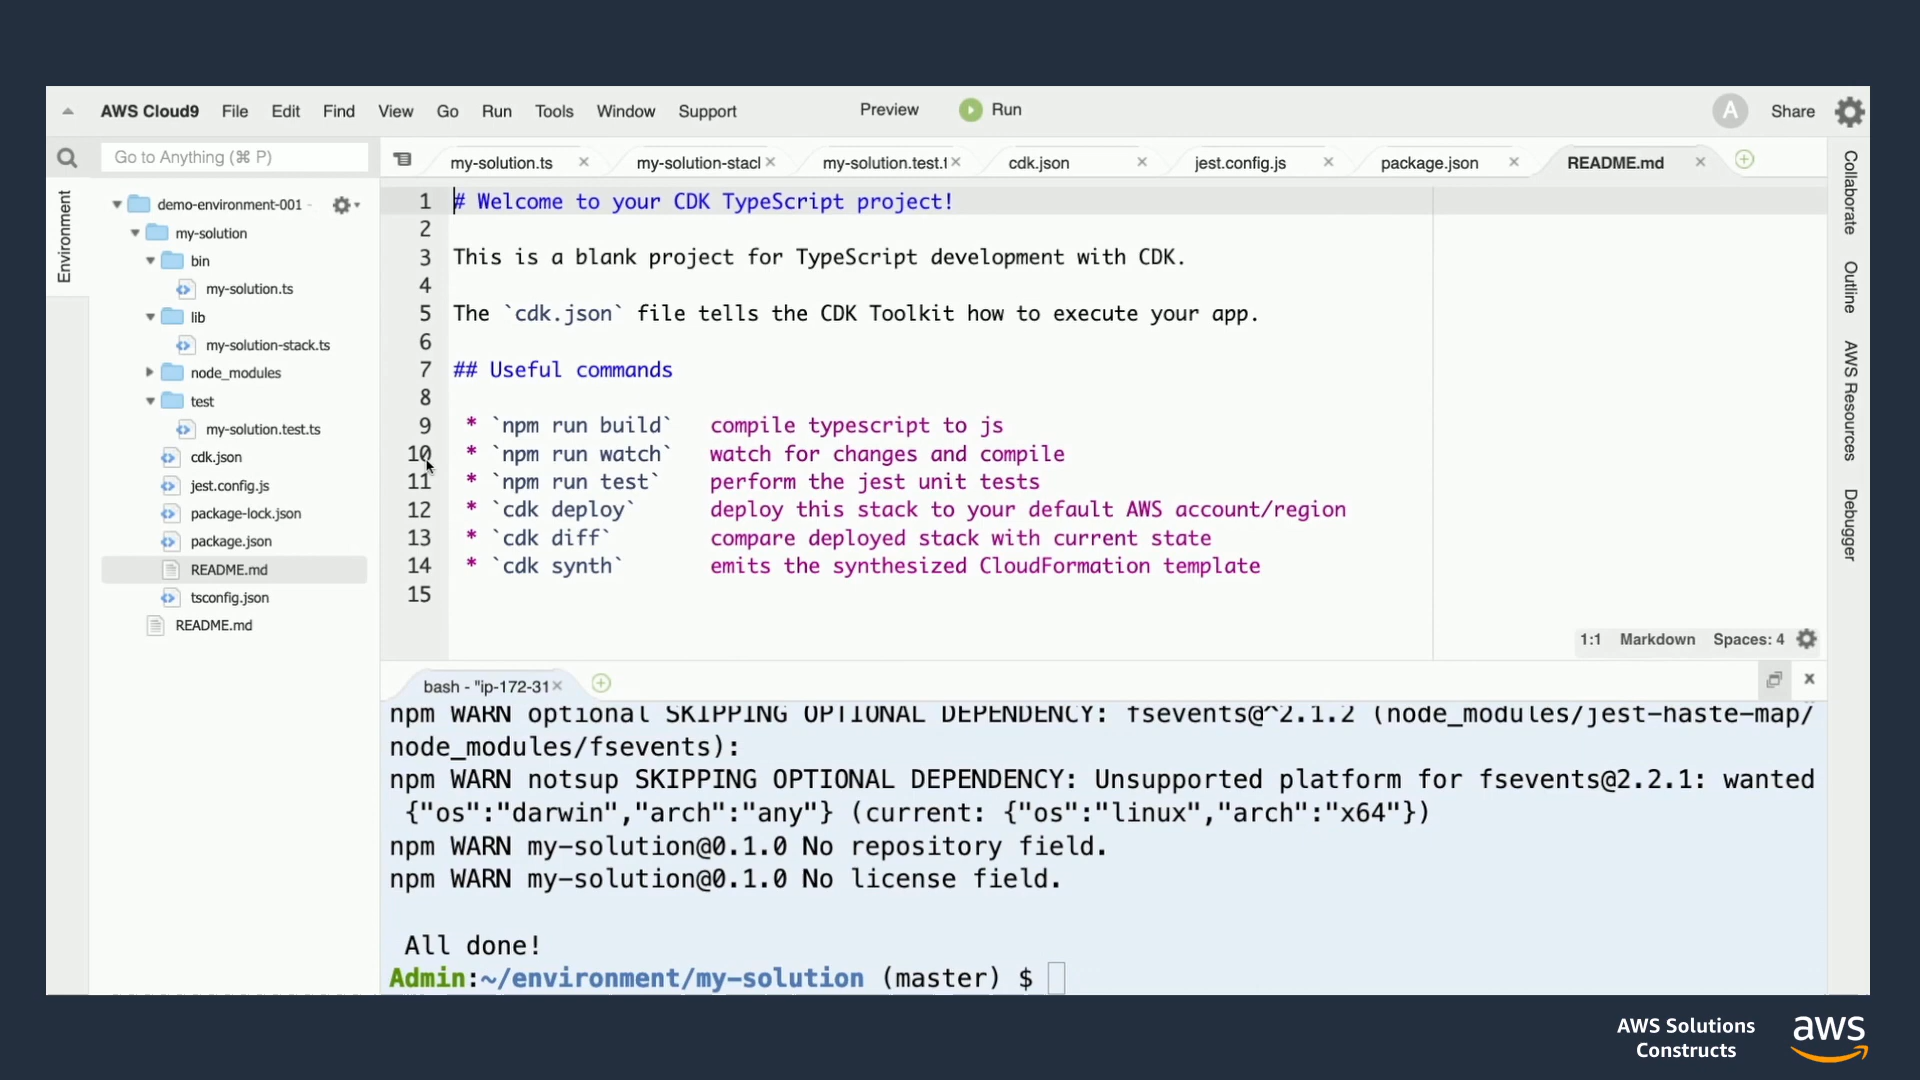 AWS Cloud9 File Edit Find View Go Run Tools Window Support Preview Run A Share
Go to Anything (⌘ P)
my-solution.ts my-solution-stacl my-solution.test.t cdk.json jest.config.js package.json README.md
Environment
demo-environment-001 -
my-solution
bin
my-solution.ts
lib
my-solution-stack.ts
node_modules
test
my-solution.test.ts
cdk.json
jest.config.js
package-lock.json
package.json
README.md
tsconfig.json
README.md
1 # Welcome to your CDK TypeScript project!
2
3 This is a blank project for TypeScript development with CDK.
4
5 The `cdk.json` file tells the CDK Toolkit how to execute your app.
6
7 ## Useful commands
8
9 * `npm run build` compile typescript to js
10 * `npm run watch` watch for changes and compile
11 * `npm run test` perform the jest unit tests
12 * `cdk deploy` deploy this stack to your default AWS account/region
13 * `cdk diff` compare deployed stack with current state
14 * `cdk synth` emits the synthesized CloudFormation template
15
1:1 Markdown Spaces: 4
Collaborate
Outline
AWS Resources
Debugger
bash - "ip-172-31
npm WARN optional SKIPPING OPTIONAL DEPENDENCY: fsevents@^2.1.2 (node_modules/jest-haste-map/
node_modules/fsevents):
npm WARN notsup SKIPPING OPTIONAL DEPENDENCY: Unsupported platform for fsevents@2.2.1: wanted
{"os":"darwin","arch":"any"} (current: {"os":"linux","arch":"x64"})
npm WARN my-solution@0.1.0 No repository field.
npm WARN my-solution@0.1.0 No license field.
All done!
Admin:~/environment/my-solution (master) $
AWS Solutions
Constructs
aws